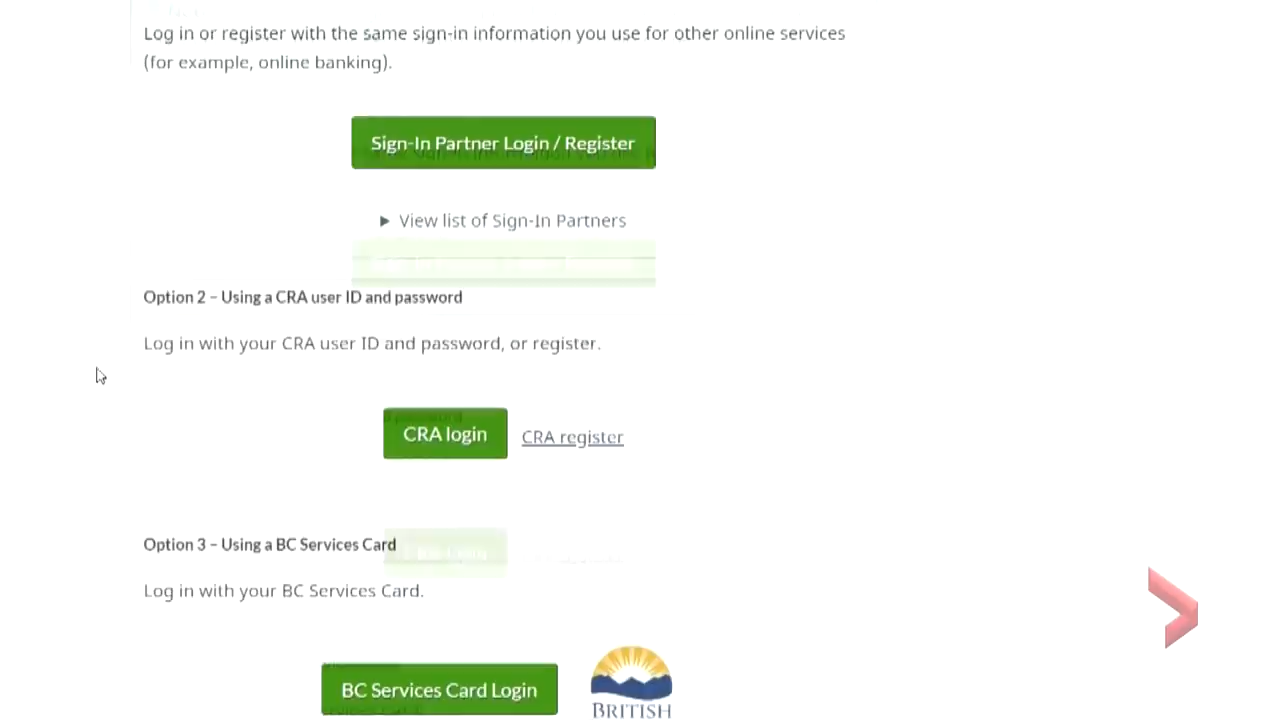 Log in or register with the same sign-in information you use for other online services
(for example, online banking).
Sign-In Partner Login / Register
► View list of Sign-In Partners
Option 2 – Using a CRA user ID and password
Log in with your CRA user ID and password, or register.
CRA login CRA register
Option 3 – Using a BC Services Card
Log in with your BC Services Card.
BC Services Card Login
BRITISH